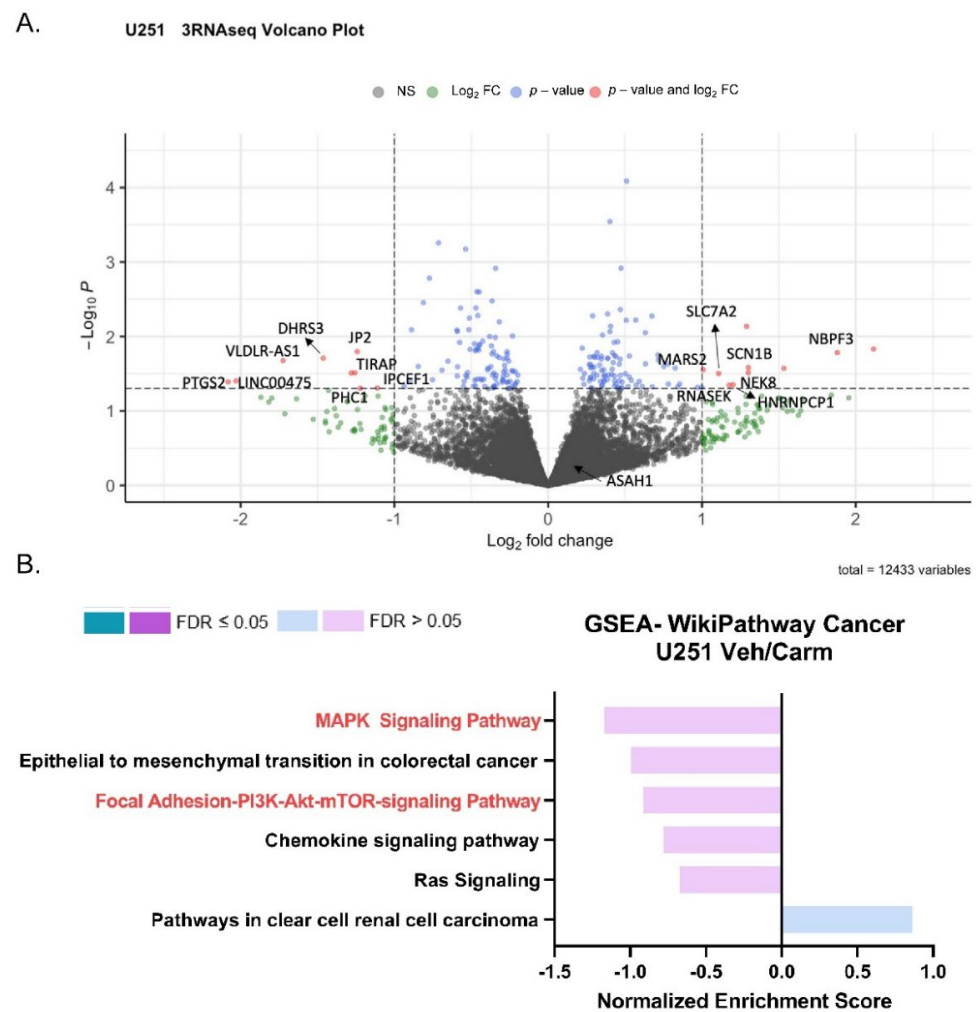 A.
U251 3RNAseq Volcano Plot
NS Log2 FC p – value p – value and log2 FC
4
3
2
1
0
–Log10 P
SLC7A2
DHRS3
JP2
NBPF3
VLDLR-AS1
MARS2
SCN1B
TIRAP
PTGS2
LINC00475
IPCEF1
NEK8
PHC1
RNASEK
HNRNPCP1
ASAH1
-2 -1 0 1 2
Log2 fold change
total = 12433 variables
B.
FDR ≤ 0.05 FDR > 0.05
GSEA- WikiPathway Cancer
U251 Veh/Carm
MAPK Signaling Pathway
Epithelial to mesenchymal transition in colorectal cancer
Focal Adhesion-PI3K-Akt-mTOR-signaling Pathway
Chemokine signaling pathway
Ras Signaling
Pathways in clear cell renal cell carcinoma
-1.5 -1.0 -0.5 0.0 0.5 1.0
Normalized Enrichment Score